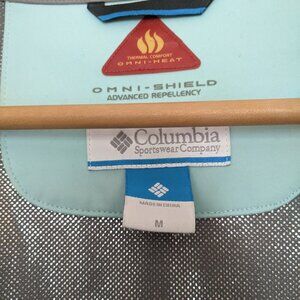 THERMAL COMFORT
OMNI-HEAT
OMNI-SHIELD
ADVANCED REPELLENCY
Columbia
Sportswear Company
MADE IN CHINA
M